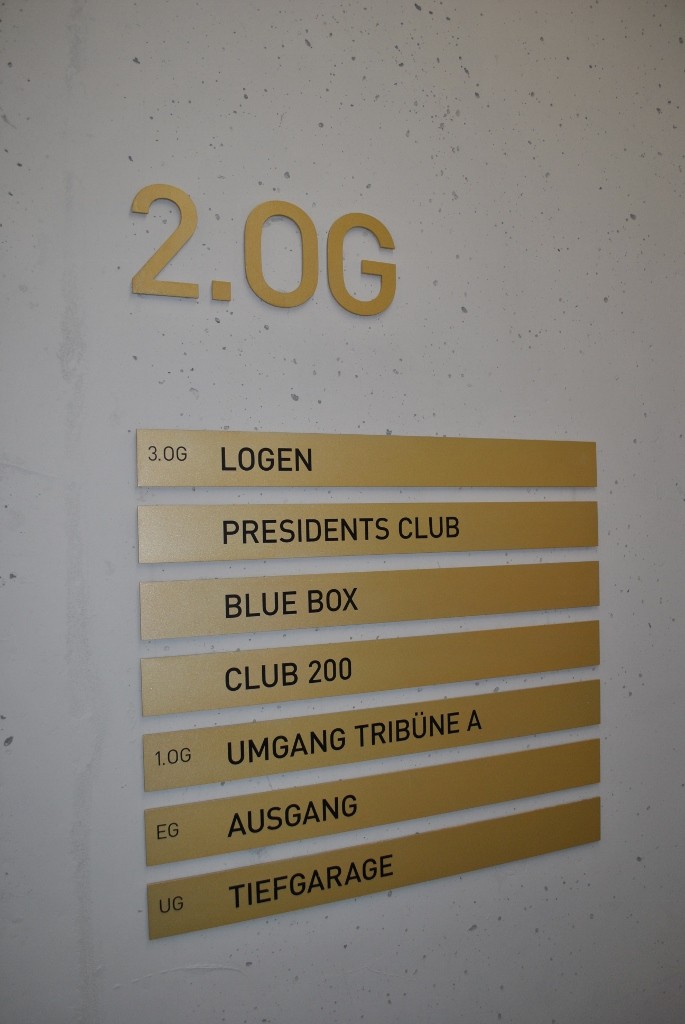 2.OG
3.OG LOGEN
PRESIDENTS CLUB
BLUE BOX
CLUB 200
1.OG UMGANG TRIBÜNE A
EG AUSGANG
UG TIEFGARAGE